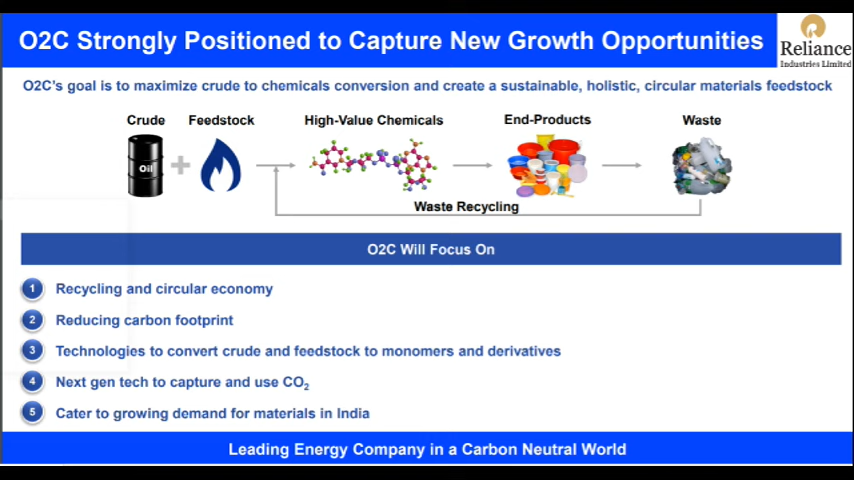 O2C Strongly Positioned to Capture New Growth Opportunities
Reliance
Industries Limited
O2C's goal is to maximize crude to chemicals conversion and create a sustainable, holistic, circular materials feedstock
Crude Feedstock High-Value Chemicals End-Products Waste
Oil
Waste Recycling
O2C Will Focus On
1 Recycling and circular economy
2 Reducing carbon footprint
3 Technologies to convert crude and feedstock to monomers and derivatives
4 Next gen tech to capture and use CO₂
5 Cater to growing demand for materials in India
Leading Energy Company in a Carbon Neutral World